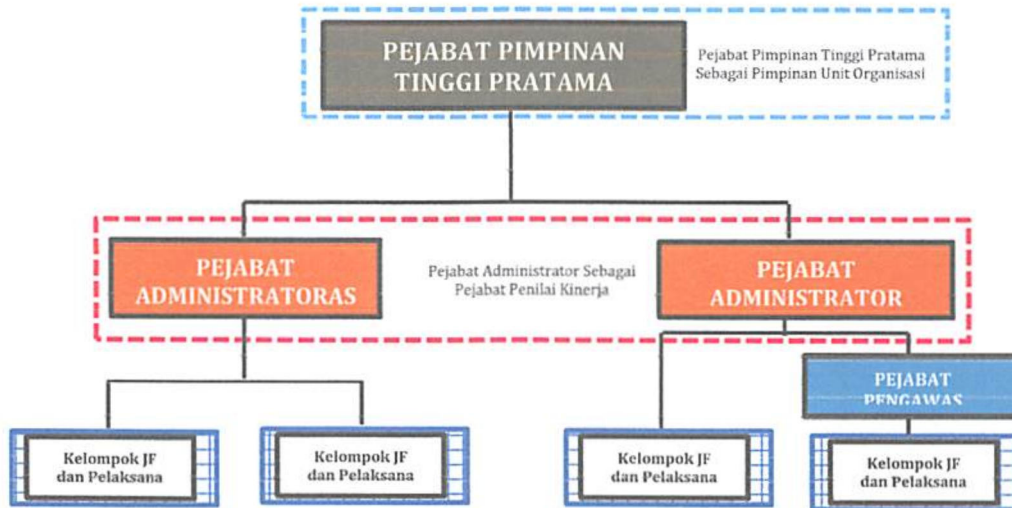 PEJABAT PIMPINAN
TINGGI PRATAMA
Pejabat Pimpinan Tinggi Pratama
Sebagai Pimpinan Unit Organisasi
PEJABAT
ADMINISTRATORAS
Pejabat Administrator Sebagai
Pejabat Penilai Kinerja
PEJABAT
ADMINISTRATOR
PEJABAT
PENGAWAS
Kelompok JF
dan Pelaksana
Kelompok JF
dan Pelaksana
Kelompok JF
dan Pelaksana
Kelompok JF
dan Pelaksana